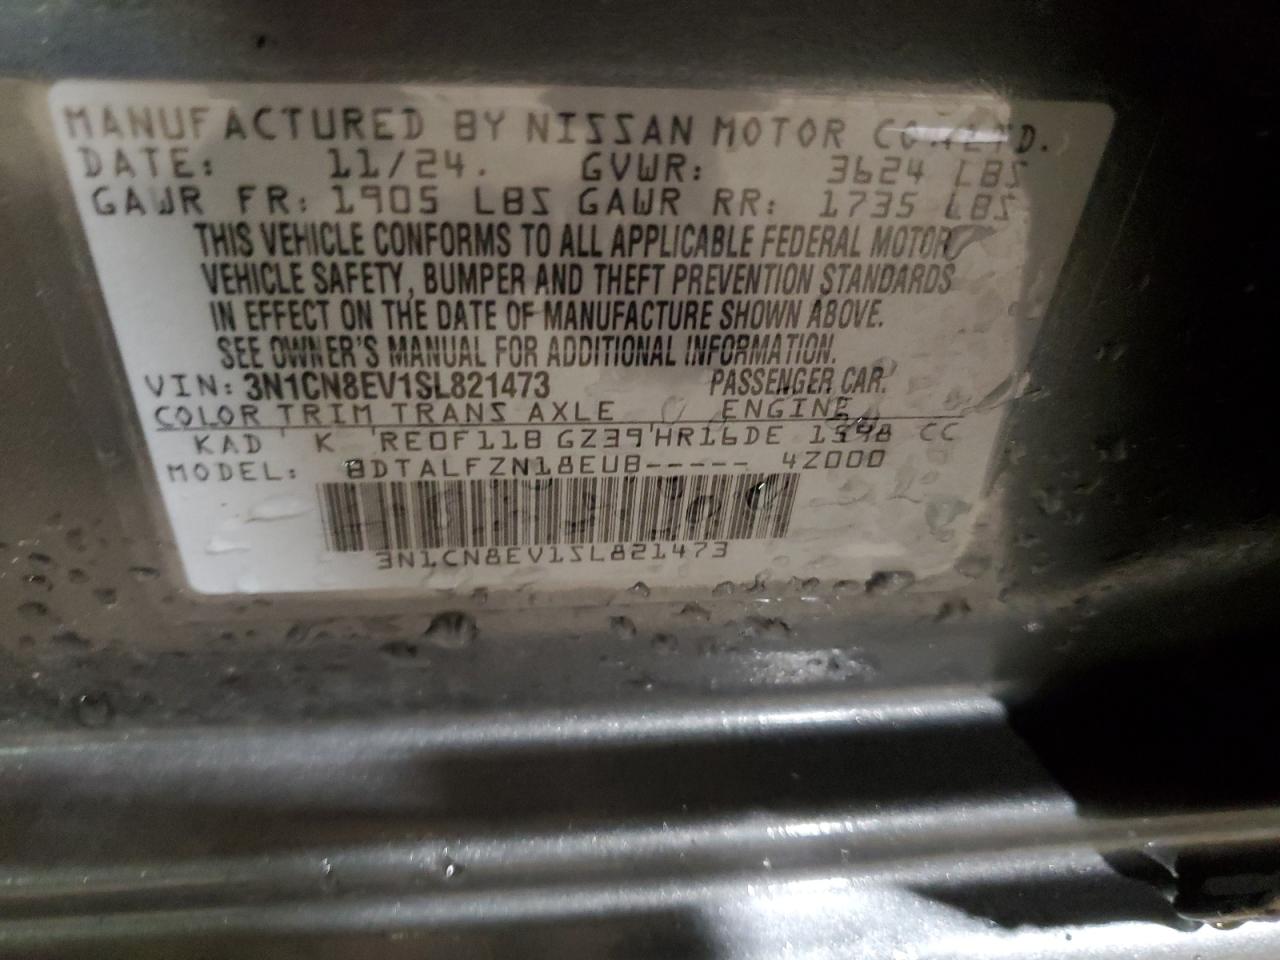 MANUFACTURED BY NISSAN MOTOR CO., LTD.
DATE: 11/24. GVWR: 3624 LBS
GAWR FR: 1905 LBS GAWR RR: 1735 LBS
THIS VEHICLE CONFORMS TO ALL APPLICABLE FEDERAL MOTOR
VEHICLE SAFETY, BUMPER AND THEFT PREVENTION STANDARDS
IN EFFECT ON THE DATE OF MANUFACTURE SHOWN ABOVE.
SEE OWNER'S MANUAL FOR ADDITIONAL INFORMATION.
VIN: 3N1CN8EV1SL821473 PASSENGER CAR
COLOR TRIM TRANS AXLE ENGINE
KAD K RE0F11B GZ39 HR16DE 1598 CC
MODEL: BDTALFZN18EUB----- 4Z000
3N1CN8EV1SL821473